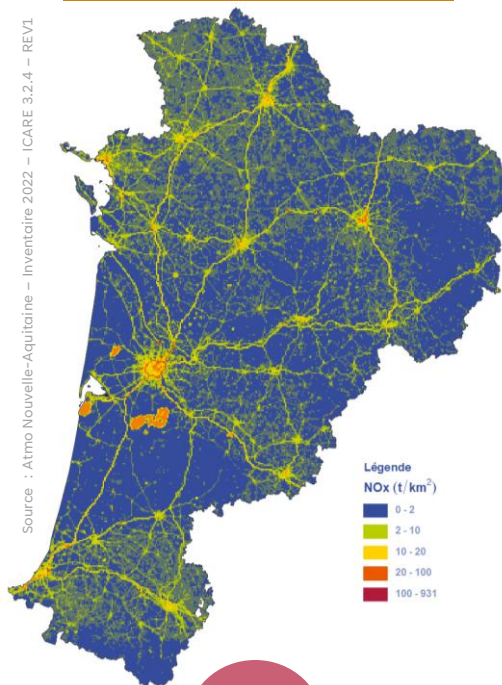 Source : Atmo Nouvelle-Aquitaine – Inventaire 2022 – ICARE 3.2.4 – REV1
Légende
NOx (t/km²)
0 - 2
2 - 10
10 - 20
20 - 100
100 - 931